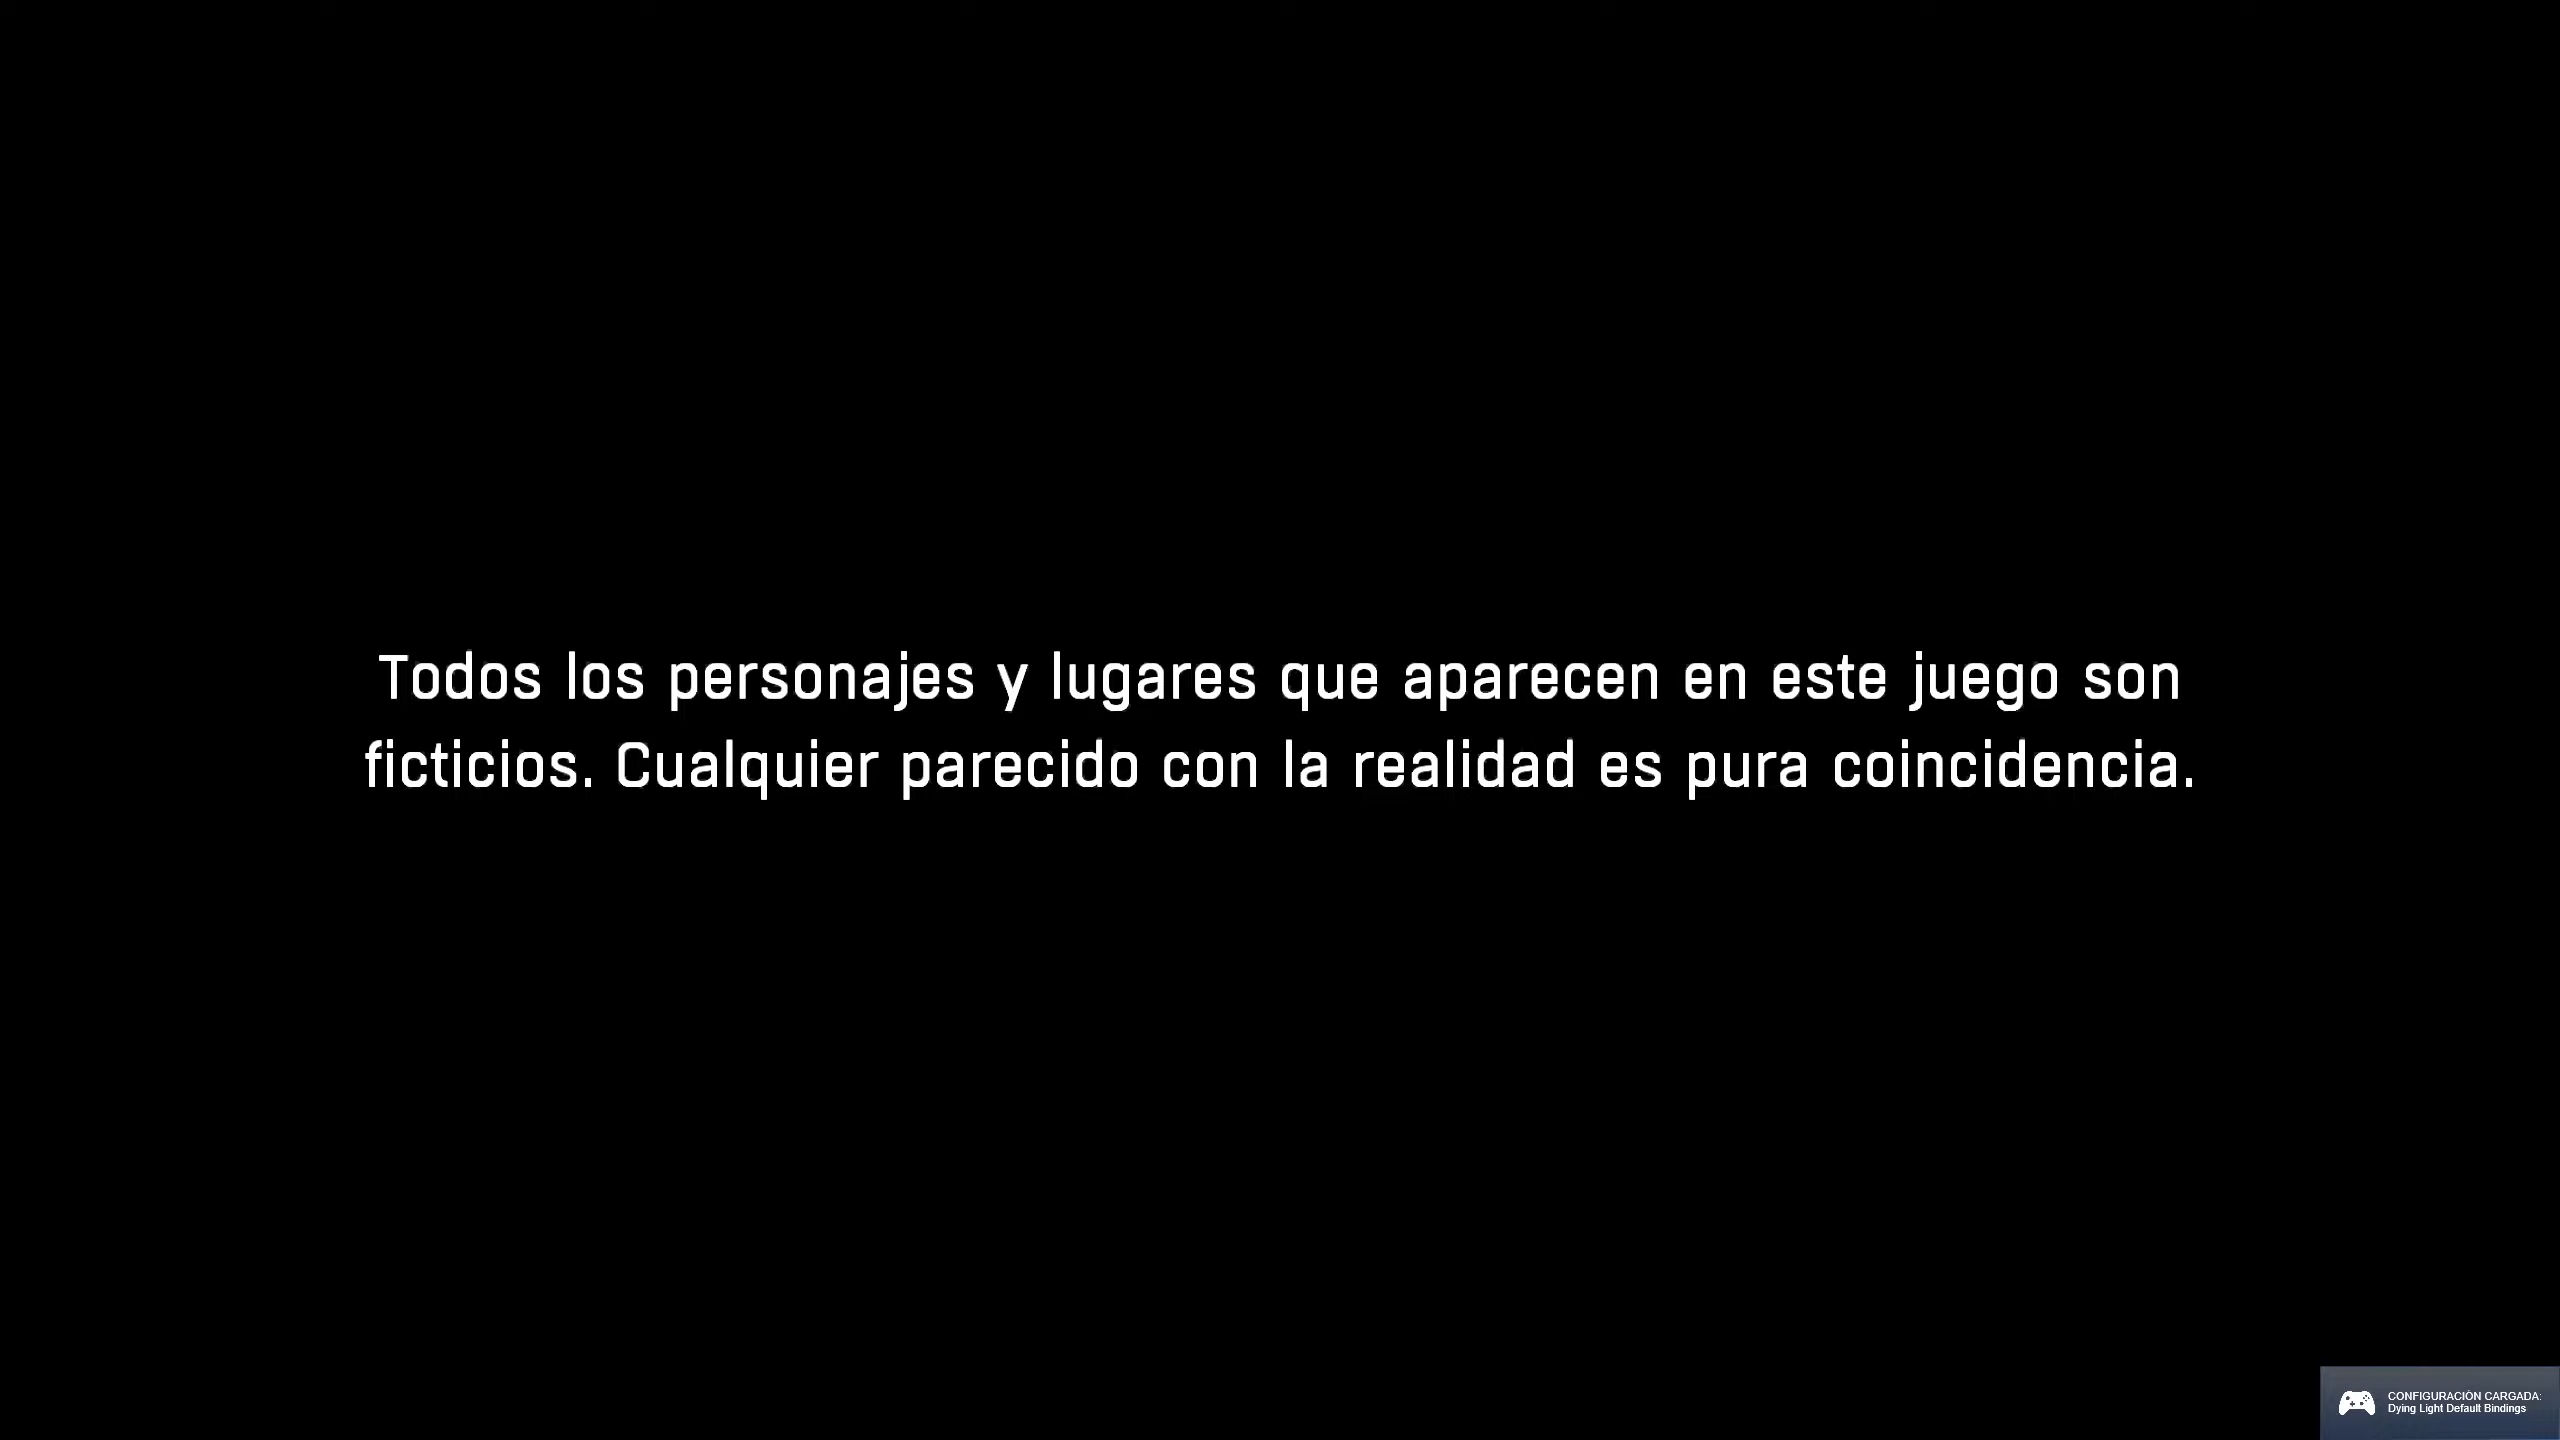 Todos los personajes y lugares que aparecen en este juego son
ficticios. Cualquier parecido con la realidad es pura coincidencia.
CONFIGURACIÓN CARGADA:
Dying Light Default Bindings